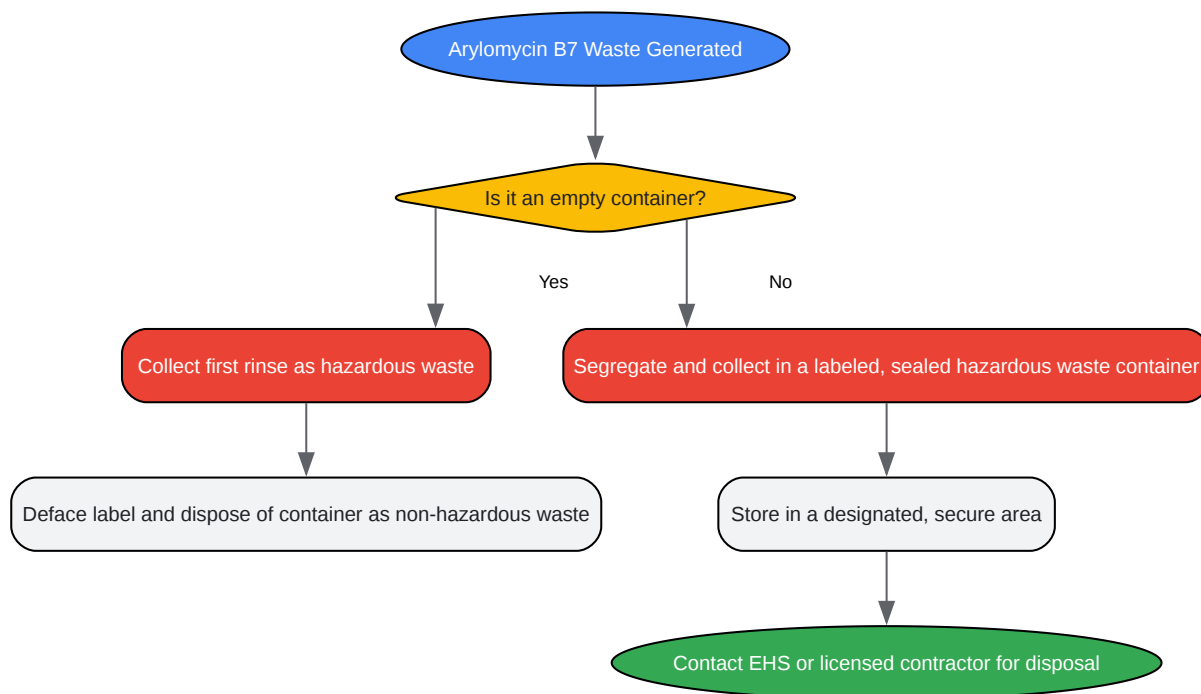 Arylomycin B7 Waste Generated
Is it an empty container?
Yes
No
Collect first rinse as hazardous waste
Segregate and collect in a labeled, sealed hazardous waste container
Deface label and dispose of container as non-hazardous waste
Store in a designated, secure area
Contact EHS or licensed contractor for disposal